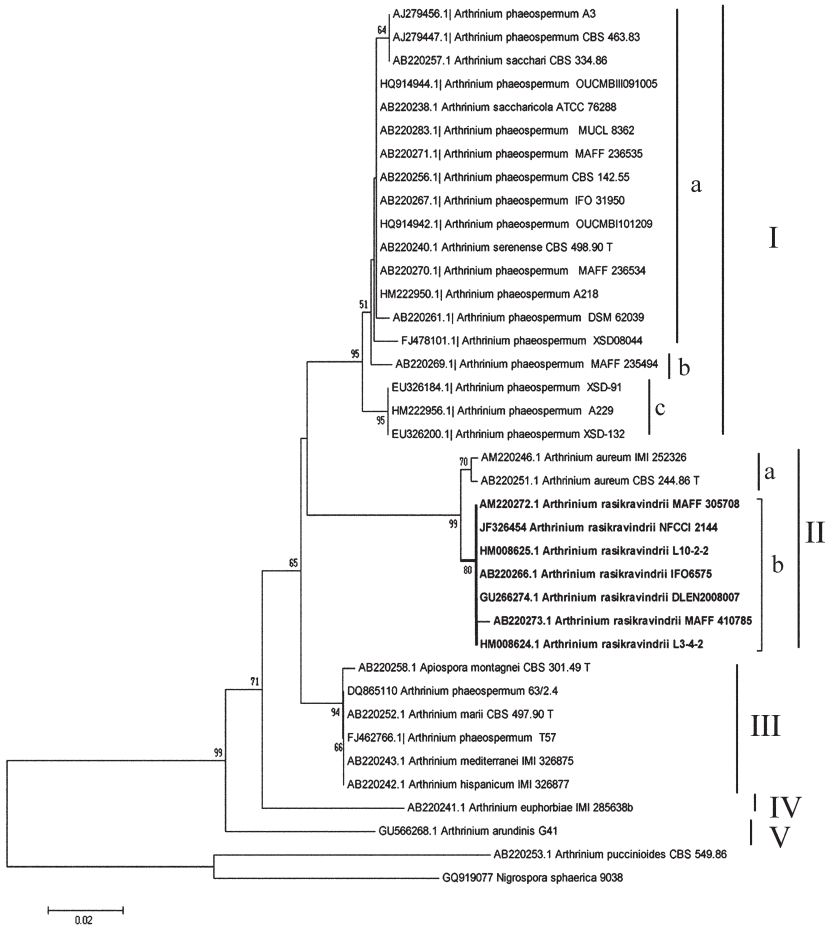 AJ279456.1| Arthrinium phaeospermum A3
64
AJ279447.1| Arthrinium phaeospermum CBS 463.83
AB220257.1 Arthrinium sacchari CBS 334.86
HQ914944.1| Arthrinium phaeospermum OUCMBIII091005
AB220238.1 Arthrinium saccharicola ATCC 76288
AB220283.1| Arthrinium phaeospermum MUCL 8362
AB220271.1| Arthrinium phaeospermum MAFF 236535
AB220256.1| Arthrinium phaeospermum CBS 142.55
a
AB220267.1| Arthrinium phaeospermum IFO 31950
HQ914942.1| Arthrinium phaeospermum OUCMBI101209
I
AB220240.1 Arthrinium serenense CBS 498.90 T
AB220270.1| Arthrinium phaeospermum MAFF 236534
HM222950.1| Arthrinium phaeospermum A218
51
AB220261.1| Arthrinium phaeospermum DSM 62039
FJ478101.1| Arthrinium phaeospermum XSD08044
95
AB220269.1| Arthrinium phaeospermum MAFF 235494
b
EU326184.1| Arthrinium phaeospermum XSD-91
HM222956.1| Arthrinium phaeospermum A229
c
95
EU326200.1| Arthrinium phaeospermum XSD-132
AM220246.1 Arthrinium aureum IMI 252326
70
a
AB220251.1 Arthrinium aureum CBS 244.86 T
AM220272.1 Arthrinium rasikravindrii MAFF 305708
99
JF326454 Arthrinium rasikravindrii NFCCI 2144
II
HM008625.1 Arthrinium rasikravindrii L10-2-2
b
65
80
AB220266.1 Arthrinium rasikravindrii IFO6575
GU266274.1 Arthrinium rasikravindrii DLEN2008007
AB220273.1 Arthrinium rasikravindrii MAFF 410785
HM008624.1 Arthrinium rasikravindrii L3-4-2
AB220258.1 Apiospora montagnei CBS 301.49 T
71
DQ865110 Arthrinium phaeospermum 63/2.4
94
AB220252.1 Arthrinium marii CBS 497.90 T
III
FJ462766.1| Arthrinium phaeospermum T57
66
99
AB220243.1 Arthrinium mediterranei IMI 326875
AB220242.1 Arthrinium hispanicum IMI 326877
AB220241.1 Arthrinium euphorbiae IMI 285638b
IV
GU566268.1 Arthrinium arundinis G41
V
AB220253.1 Arthrinium puccinioides CBS 549.86
GQ919077 Nigrospora sphaerica 9038
0.02